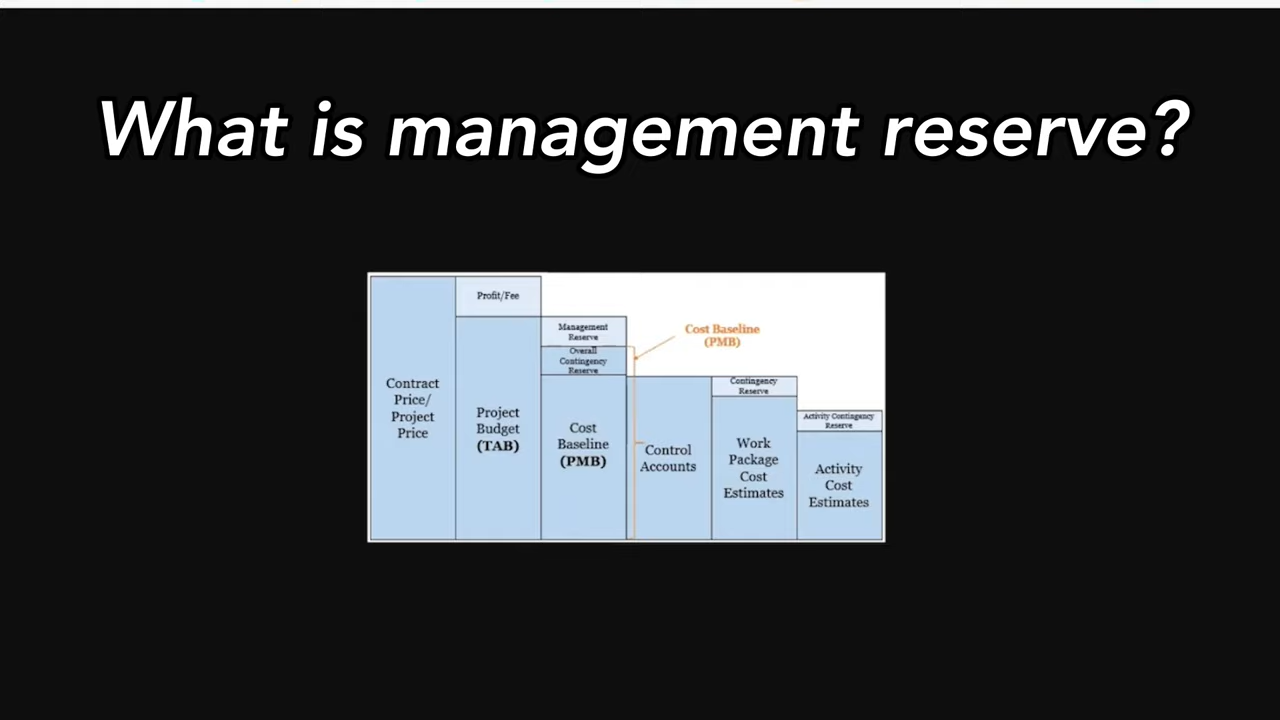 What is management reserve?
Profit/Fee
Management
Reserve
Overall
Contingency
Reserve
Cost Baseline
(PMB)
Contract
Price/
Project
Price
Project
Budget
(TAB)
Cost
Baseline
(PMB)
Control
Accounts
Contingency
Reserve
Work
Package
Cost
Estimates
Activity Contingency
Reserve
Activity
Cost
Estimates